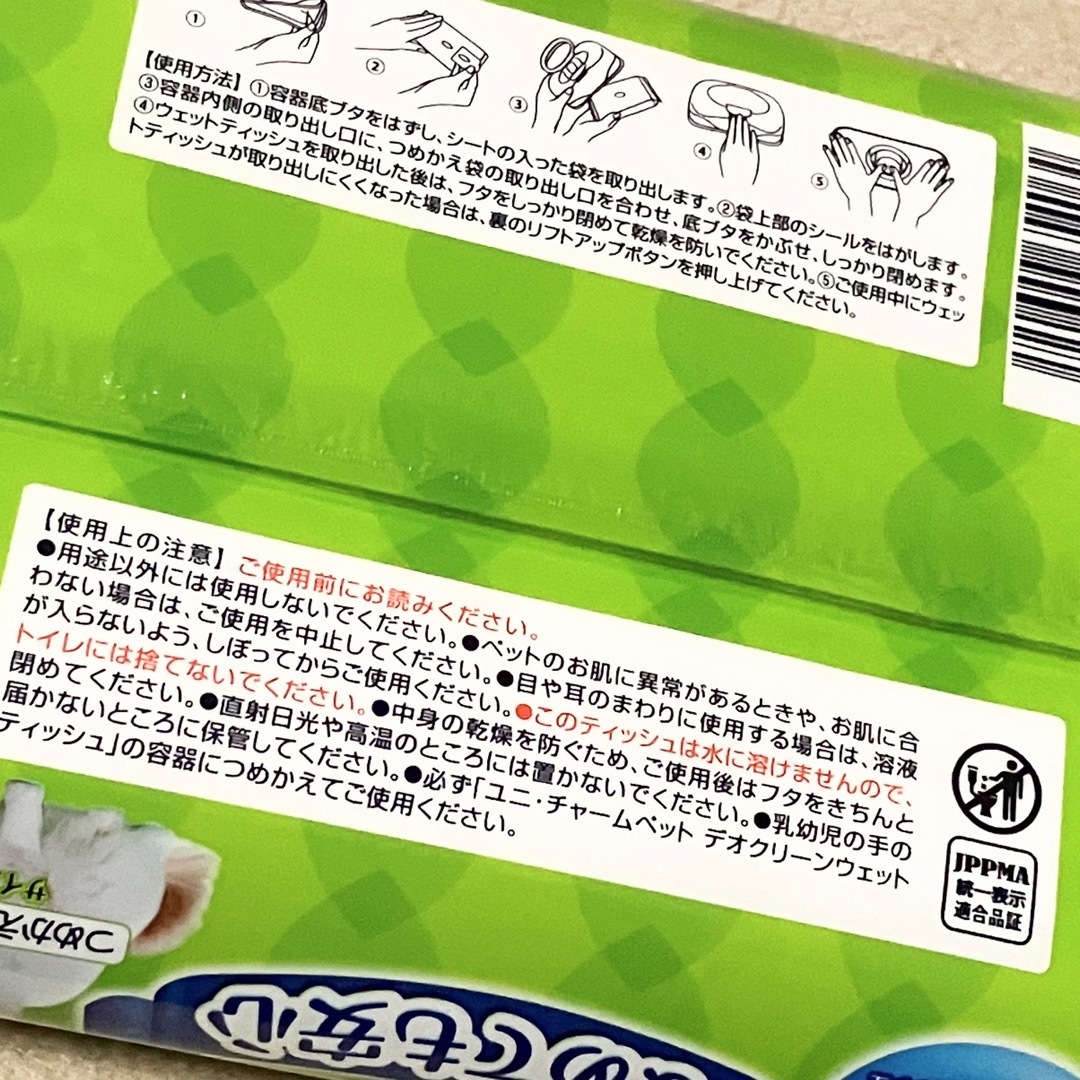 ① ② ③ ④ ⑤
【使用方法】①容器底ブタをはずし、シートの入った袋を取り出します。②袋上部のシールをはがします。
③容器内側の取り出し口に、つめかえ袋の取り出し口を合わせ、底ブタをかぶせ、しっかり閉めます。
④ウェットティッシュを取り出した後は、フタをしっかり閉めて乾燥を防いでください。⑤ご使用中にウェッ
トティッシュが取り出しにくくなった場合は、裏のリフトアップボタンを押し上げてください。
【使用上の注意】ご使用前にお読みください。
●用途以外には使用しないでください。●ペットのお肌に異常があるときや、お肌に合
わない場合は、ご使用を中止してください。●目や耳のまわりに使用する場合は、溶液
が入らないよう、しぼってからご使用ください。●このティッシュは水に溶けませんので、
トイレには捨てないでください。●中身の乾燥を防ぐため、ご使用後はフタをきちんと
閉めてください。●直射日光や高温のところには置かないでください。●乳幼児の手の
届かないところに保管してください。●必ず「ユニ・チャームペット デオクリーンウェット
ティッシュ」の容器につめかえてご使用ください。
JPPMA
統一表示
適合品証
つめかえ
ても安心